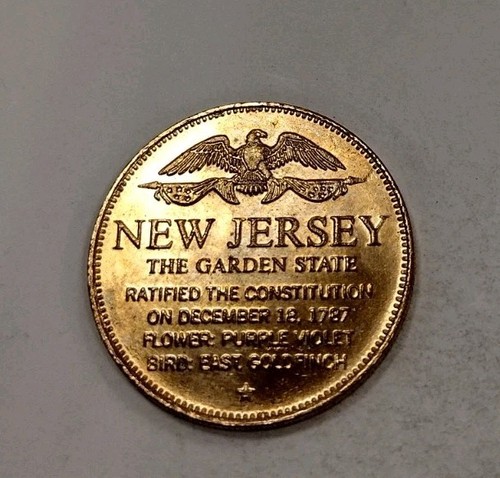 NEW JERSEY
THE GARDEN STATE
RATIFIED THE CONSTITUTION
ON DECEMBER 18, 1787
FLOWER: PURPLE VIOLET
BIRD: EAST. GOLDFINCH